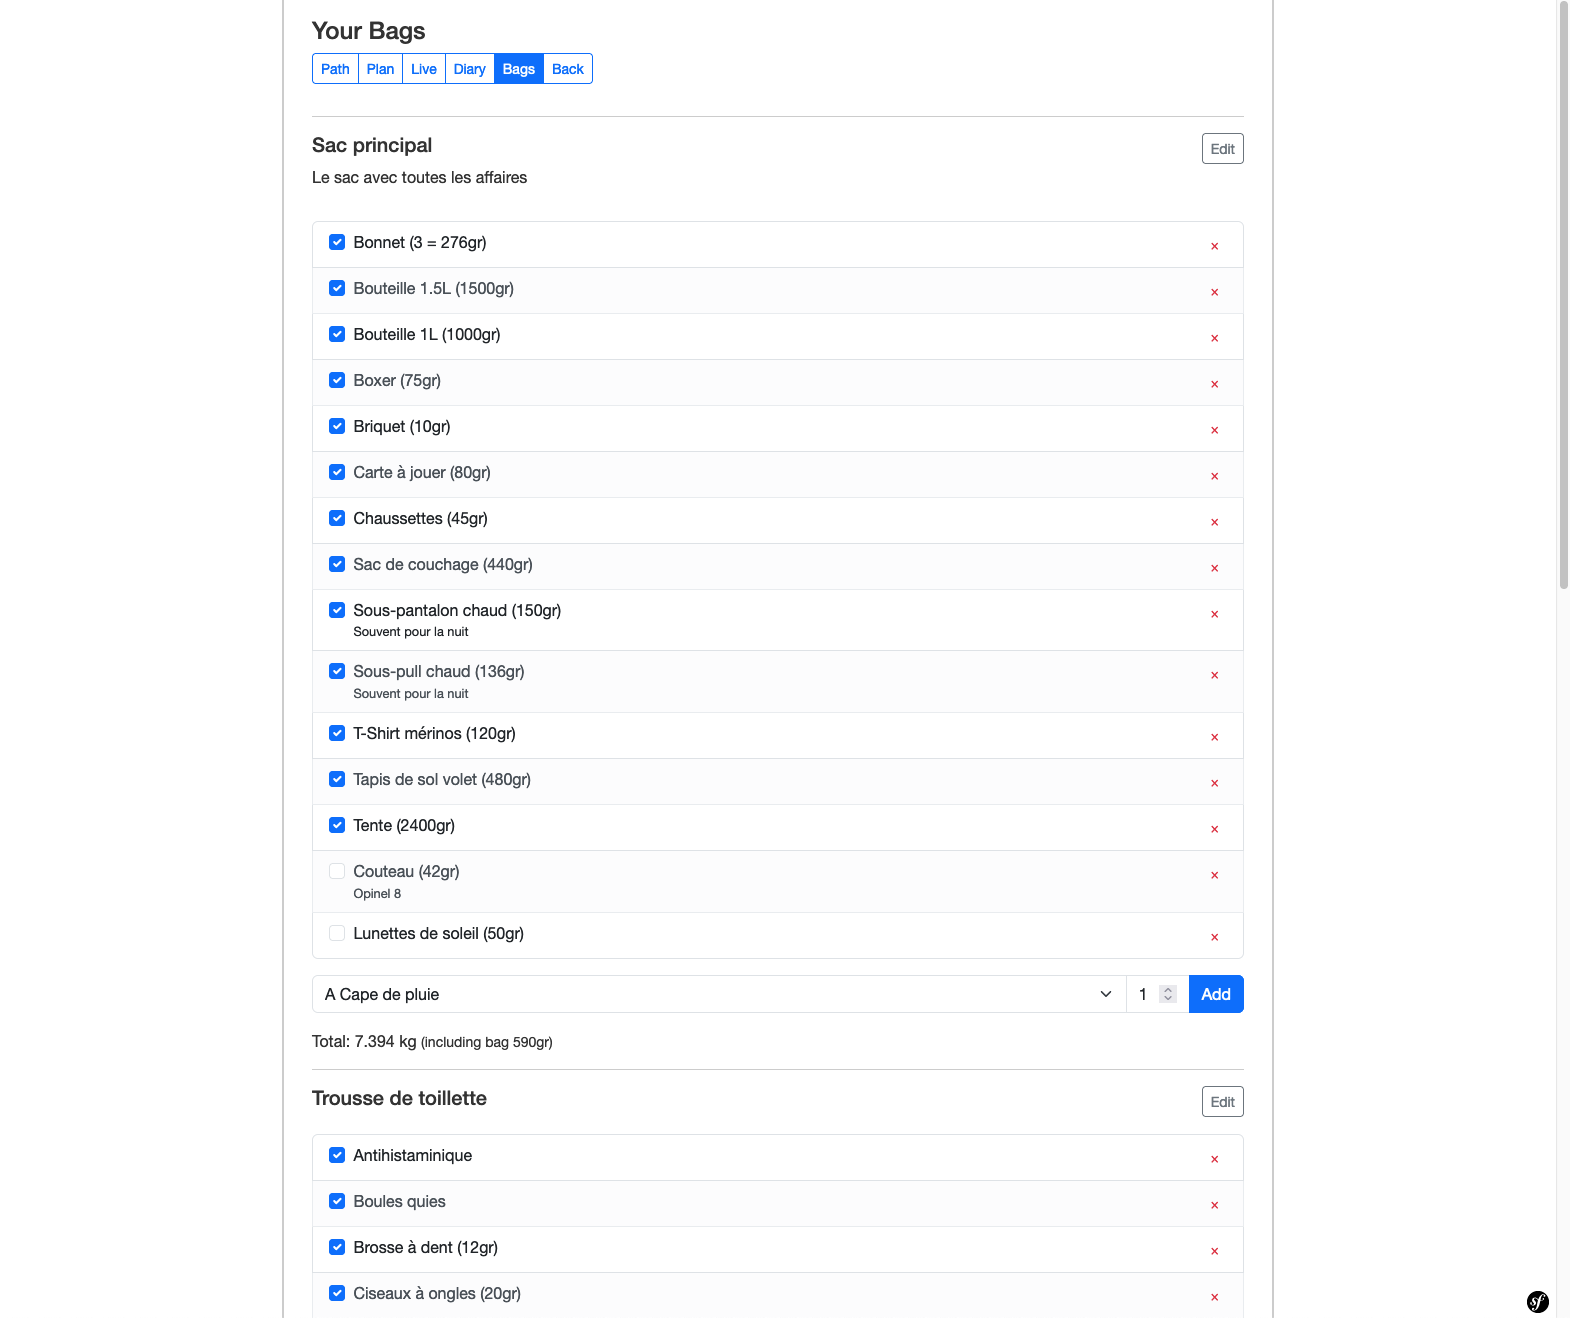 Your Bags
Path Plan Live Diary Bags Back
Sac principal
Edit
Le sac avec toutes les affaires
Bonnet (3 = 276gr)
×
Bouteille 1.5L (1500gr)
×
Bouteille 1L (1000gr)
×
Boxer (75gr)
×
Briquet (10gr)
×
Carte à jouer (80gr)
×
Chaussettes (45gr)
×
Sac de couchage (440gr)
×
Sous-pantalon chaud (150gr)
×
Souvent pour la nuit
Sous-pull chaud (136gr)
×
Souvent pour la nuit
T-Shirt mérinos (120gr)
×
Tapis de sol volet (480gr)
×
Tente (2400gr)
×
Couteau (42gr)
×
Opinel 8
Lunettes de soleil (50gr)
×
A Cape de pluie
1
Add
Total: 7.394 kg (including bag 590gr)
Trousse de toillette
Edit
Antihistaminique
×
Boules quies
×
Brosse à dent (12gr)
×
Ciseaux à ongles (20gr)
×
sf